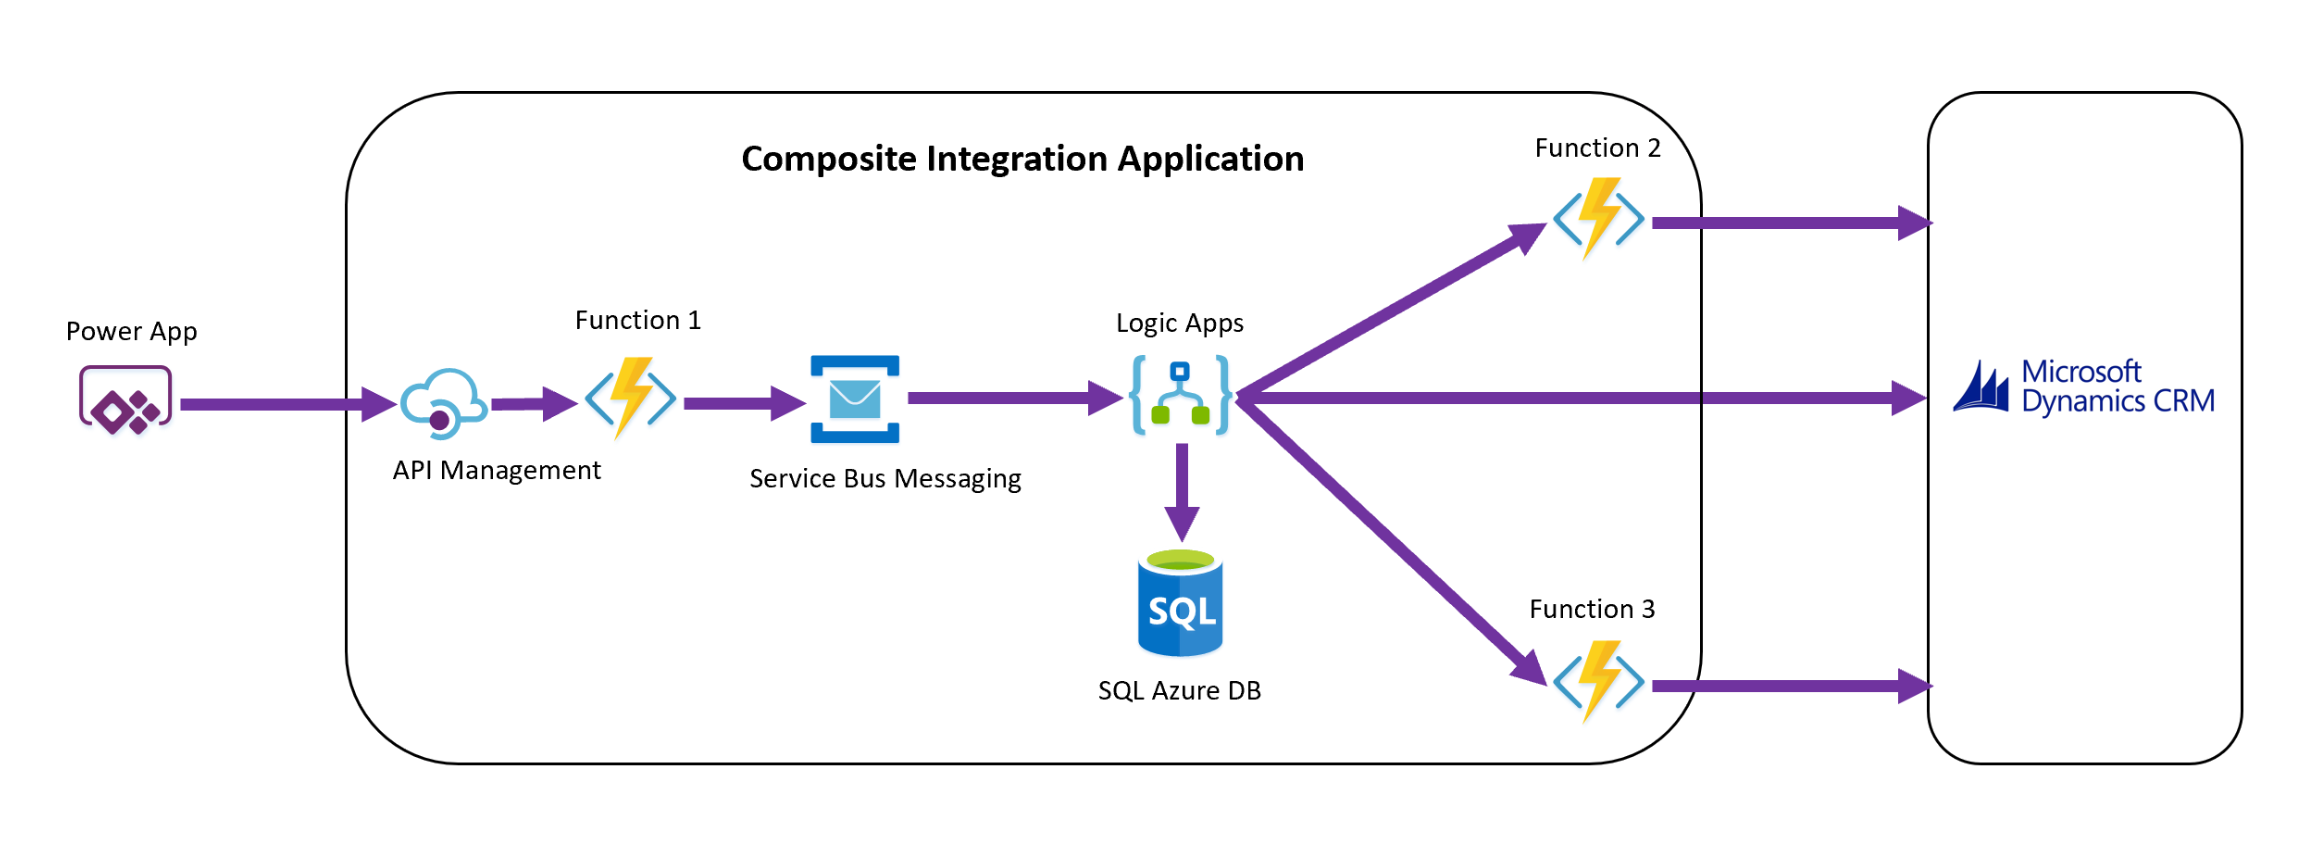 Composite Integration Application
Function 2
Power App
Function 1
Logic Apps
API Management
Service Bus Messaging
Microsoft
Dynamics CRM
SQL
SQL Azure DB
Function 3